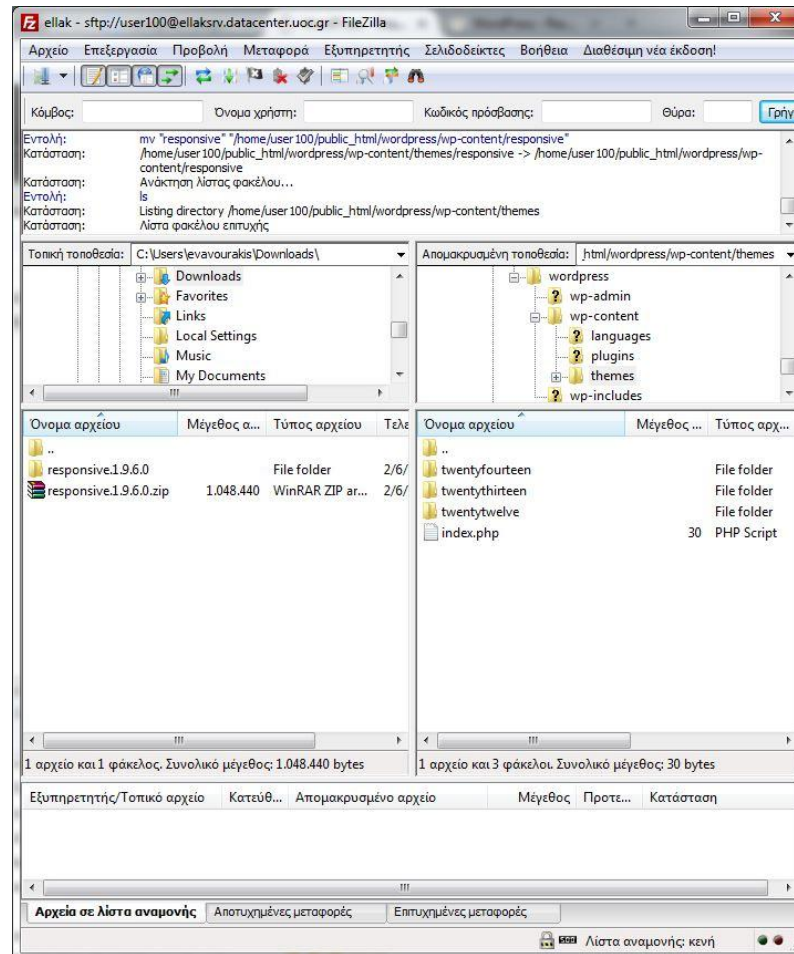 ellak - sftp://user100@ellaksrv.datacenter.uoc.gr - FileZilla
Αρχείο Επεξεργασία Προβολή Μεταφορά Εξυπηρετητής Σελιδοδείκτες Βοήθεια Διαθέσιμη νέα έκδοση!
Κόμβος: Όνομα χρήστη: Κωδικός πρόσβασης: Θύρα: Γρήγ
Εντολή: mv "responsive" "/home/user100/public_html/wordpress/wp-content/responsive"
Κατάσταση: /home/user100/public_html/wordpress/wp-content/themes/responsive -> /home/user100/public_html/wordpress/wp-
content/responsive
Κατάσταση: Ανάκτηση λίστας φακέλου...
Εντολή: ls
Κατάσταση: Listing directory /home/user100/public_html/wordpress/wp-content/themes
Κατάσταση: Λίστα φακέλου επιτυχής
Τοπική τοποθεσία: C:\Users\evavourakis\Downloads\
Downloads
Favorites
Links
Local Settings
Music
My Documents
Απομακρυσμένη τοποθεσία: _html/wordpress/wp-content/themes
wordpress
wp-admin
wp-content
languages
plugins
themes
wp-includes
Όνομα αρχείου Μέγεθος α... Τύπος αρχείου Τελε
..
responsive.1.9.6.0 File folder 2/6/
responsive.1.9.6.0.zip 1.048.440 WinRAR ZIP ar... 2/6/
1 αρχείο και 1 φάκελος. Συνολικό μέγεθος: 1.048.440 bytes
Όνομα αρχείου Μέγεθος ... Τύπος αρχ...
..
twentyfourteen File folder
twentythirteen File folder
twentytwelve File folder
index.php 30 PHP Script
1 αρχείο και 3 φάκελοι. Συνολικό μέγεθος: 30 bytes
Εξυπηρετητής/Τοπικό αρχείο Κατεύθ... Απομακρυσμένο αρχείο Μέγεθος Προτε... Κατάσταση
Αρχεία σε λίστα αναμονής Αποτυχημένες μεταφορές Επιτυχημένες μεταφορές
Λίστα αναμονής: κενή